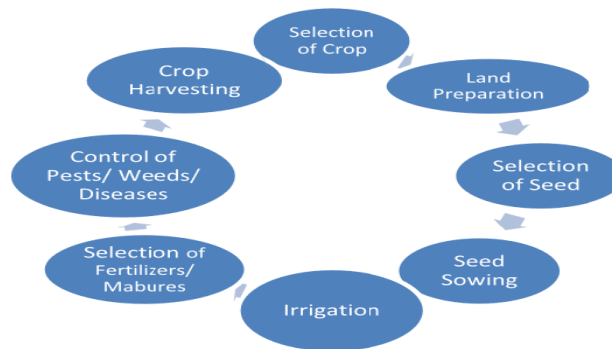 Selection
of Crop
Land
Preparation
Selection
of Seed
Seed
Sowing
Irrigation
Selection of
Fertilizers/
Mabures
Control of
Pests/ Weeds/
Diseases
Crop
Harvesting